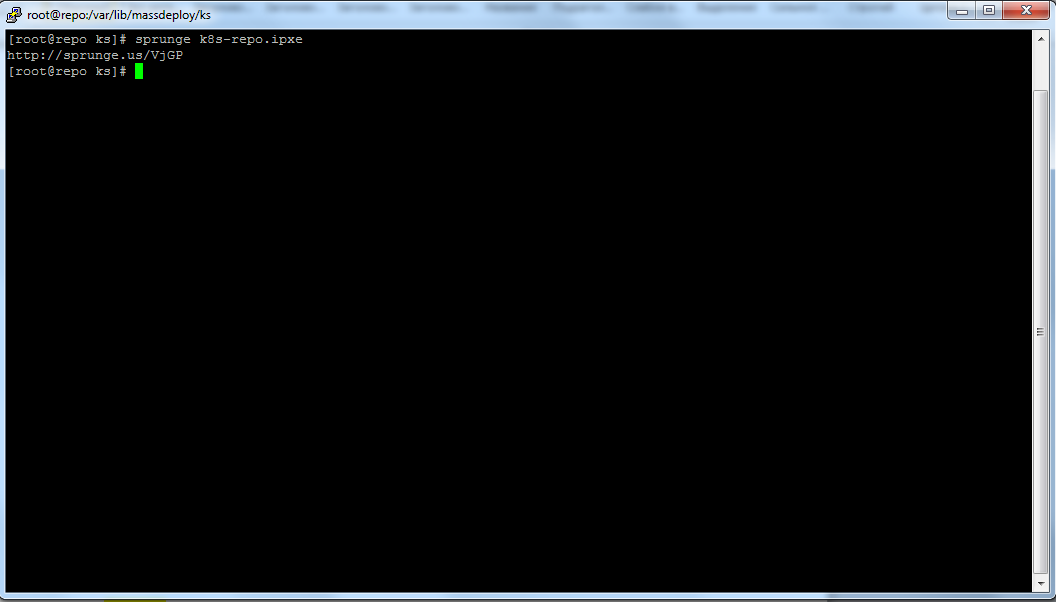 root@repo:/var/lib/massdeploy/ks
[root@repo ks]# sprunge k8s-repo.ipxe
http://sprunge.us/VjGP
[root@repo ks]#